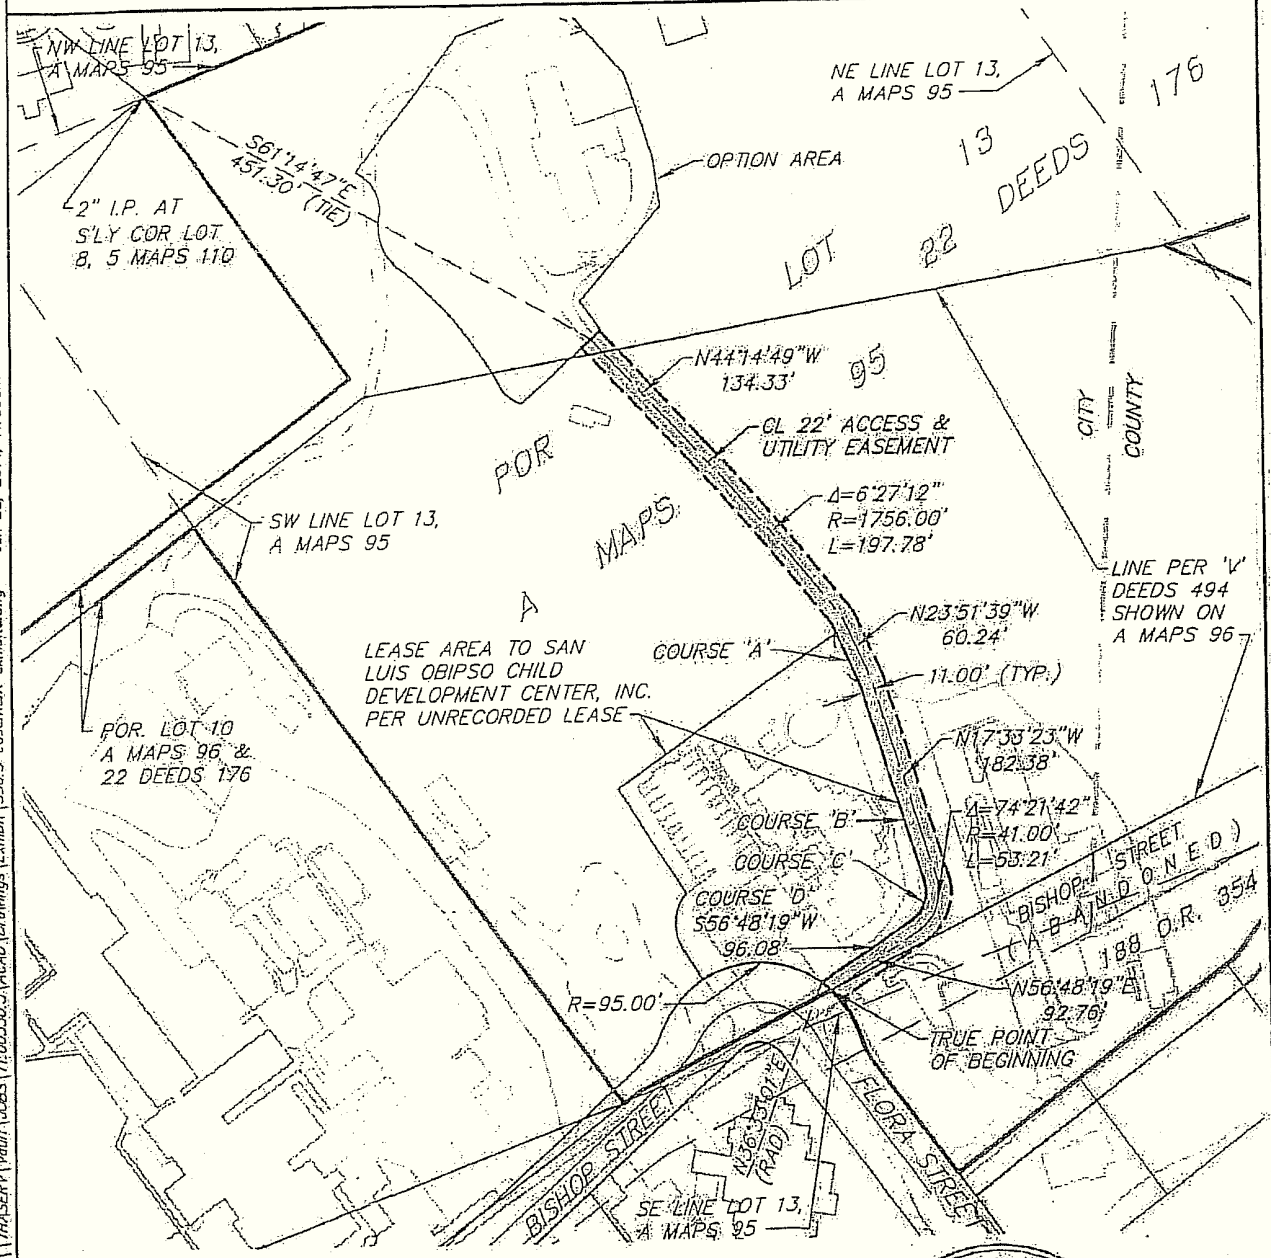 NW LINE LOT 13,
A MAPS 95
NE LINE LOT 13,
A MAPS 95
176
13
DEEDS
S61°14'47"E
451.30' (TIE)
OPTION AREA
2" I.P. AT
S'LY COR LOT
8, 5 MAPS 110
LOT
22
N44°14'49"W
134.33'
95
CITY
COUNTY
CL 22' ACCESS &
UTILITY EASEMENT
POR
MAPS
A
Δ=6°27'12"
R=1756.00'
L=197.78'
SW LINE LOT 13,
A MAPS 95
LINE PER 'V'
DEEDS 494
SHOWN ON
A MAPS 96
N23°51'39"W
60.24'
LEASE AREA TO SAN
LUIS OBIPSO CHILD
DEVELOPMENT CENTER, INC.
PER UNRECORDED LEASE
COURSE 'A'
11.00' (TYP.)
POR. LOT 10
A MAPS 96 &
22 DEEDS 176
N17°33'23"W
182.38'
COURSE 'B'
Δ=74°21'42"
R=41.00'
L=53.21'
COURSE 'C'
COURSE 'D'
S56°48'19"W
96.08'
BISHOP STREET
(ABANDONED)
188 O.R. 354
R=95.00'
N56°48'19"E
92.76'
TRUE POINT
OF BEGINNING
BISHOP STREET
N36°33'01"E
(RAD)
FLORA STREET
SE LINE LOT 13,
A MAPS 95